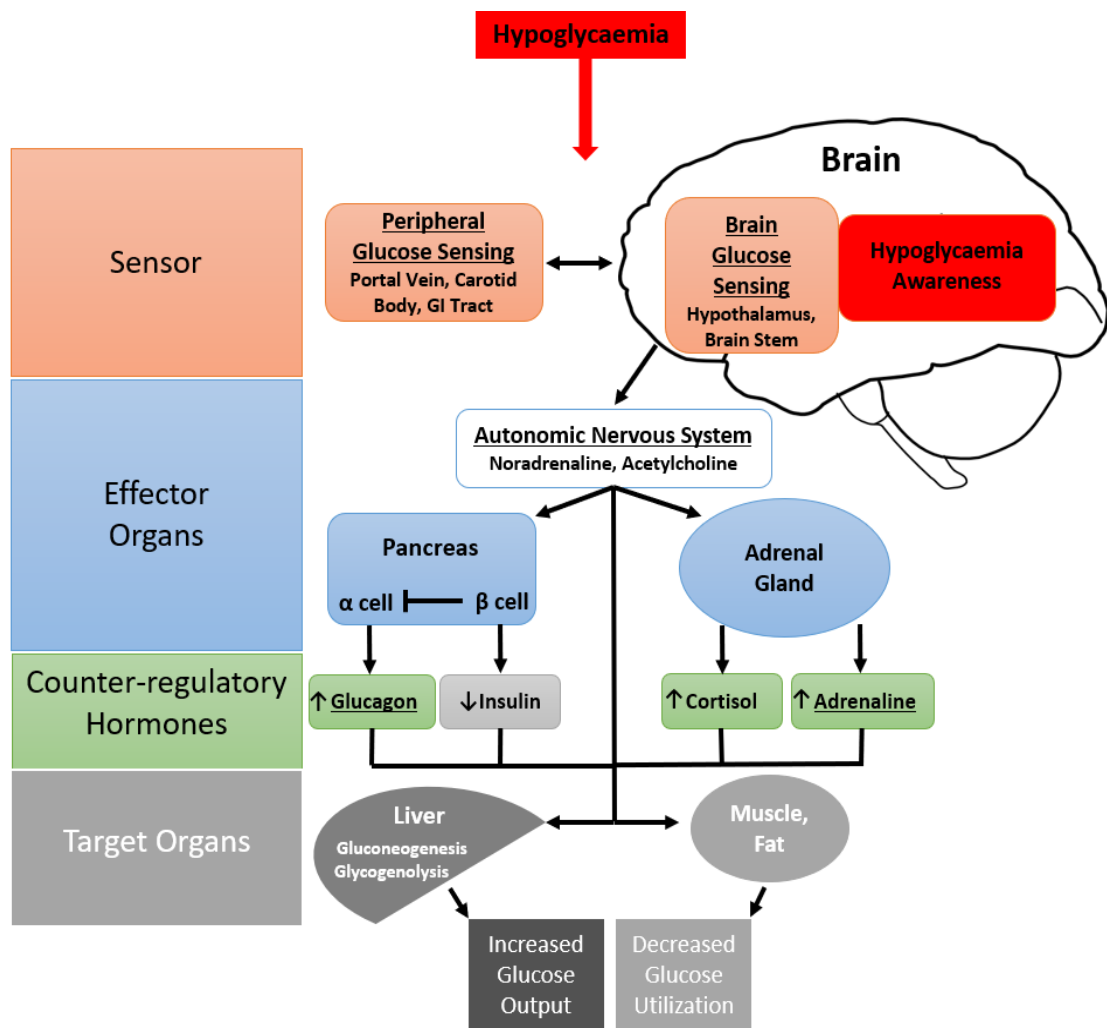 Hypoglycaemia
Brain
Sensor
Peripheral
Glucose Sensing
Portal Vein, Carotid
Body, GI Tract
Brain
Glucose
Sensing
Hypothalamus,
Brain Stem
Hypoglycaemia
Awareness
Effector
Organs
Autonomic Nervous System
Noradrenaline, Acetylcholine
Pancreas
α cell
β cell
Adrenal
Gland
Counter-regulatory
Hormones
↑Glucagon
↓Insulin
↑Cortisol
↑Adrenaline
Target Organs
Liver
Gluconeogenesis
Glycogenolysis
Muscle,
Fat
Increased
Glucose
Output
Decreased
Glucose
Utilization